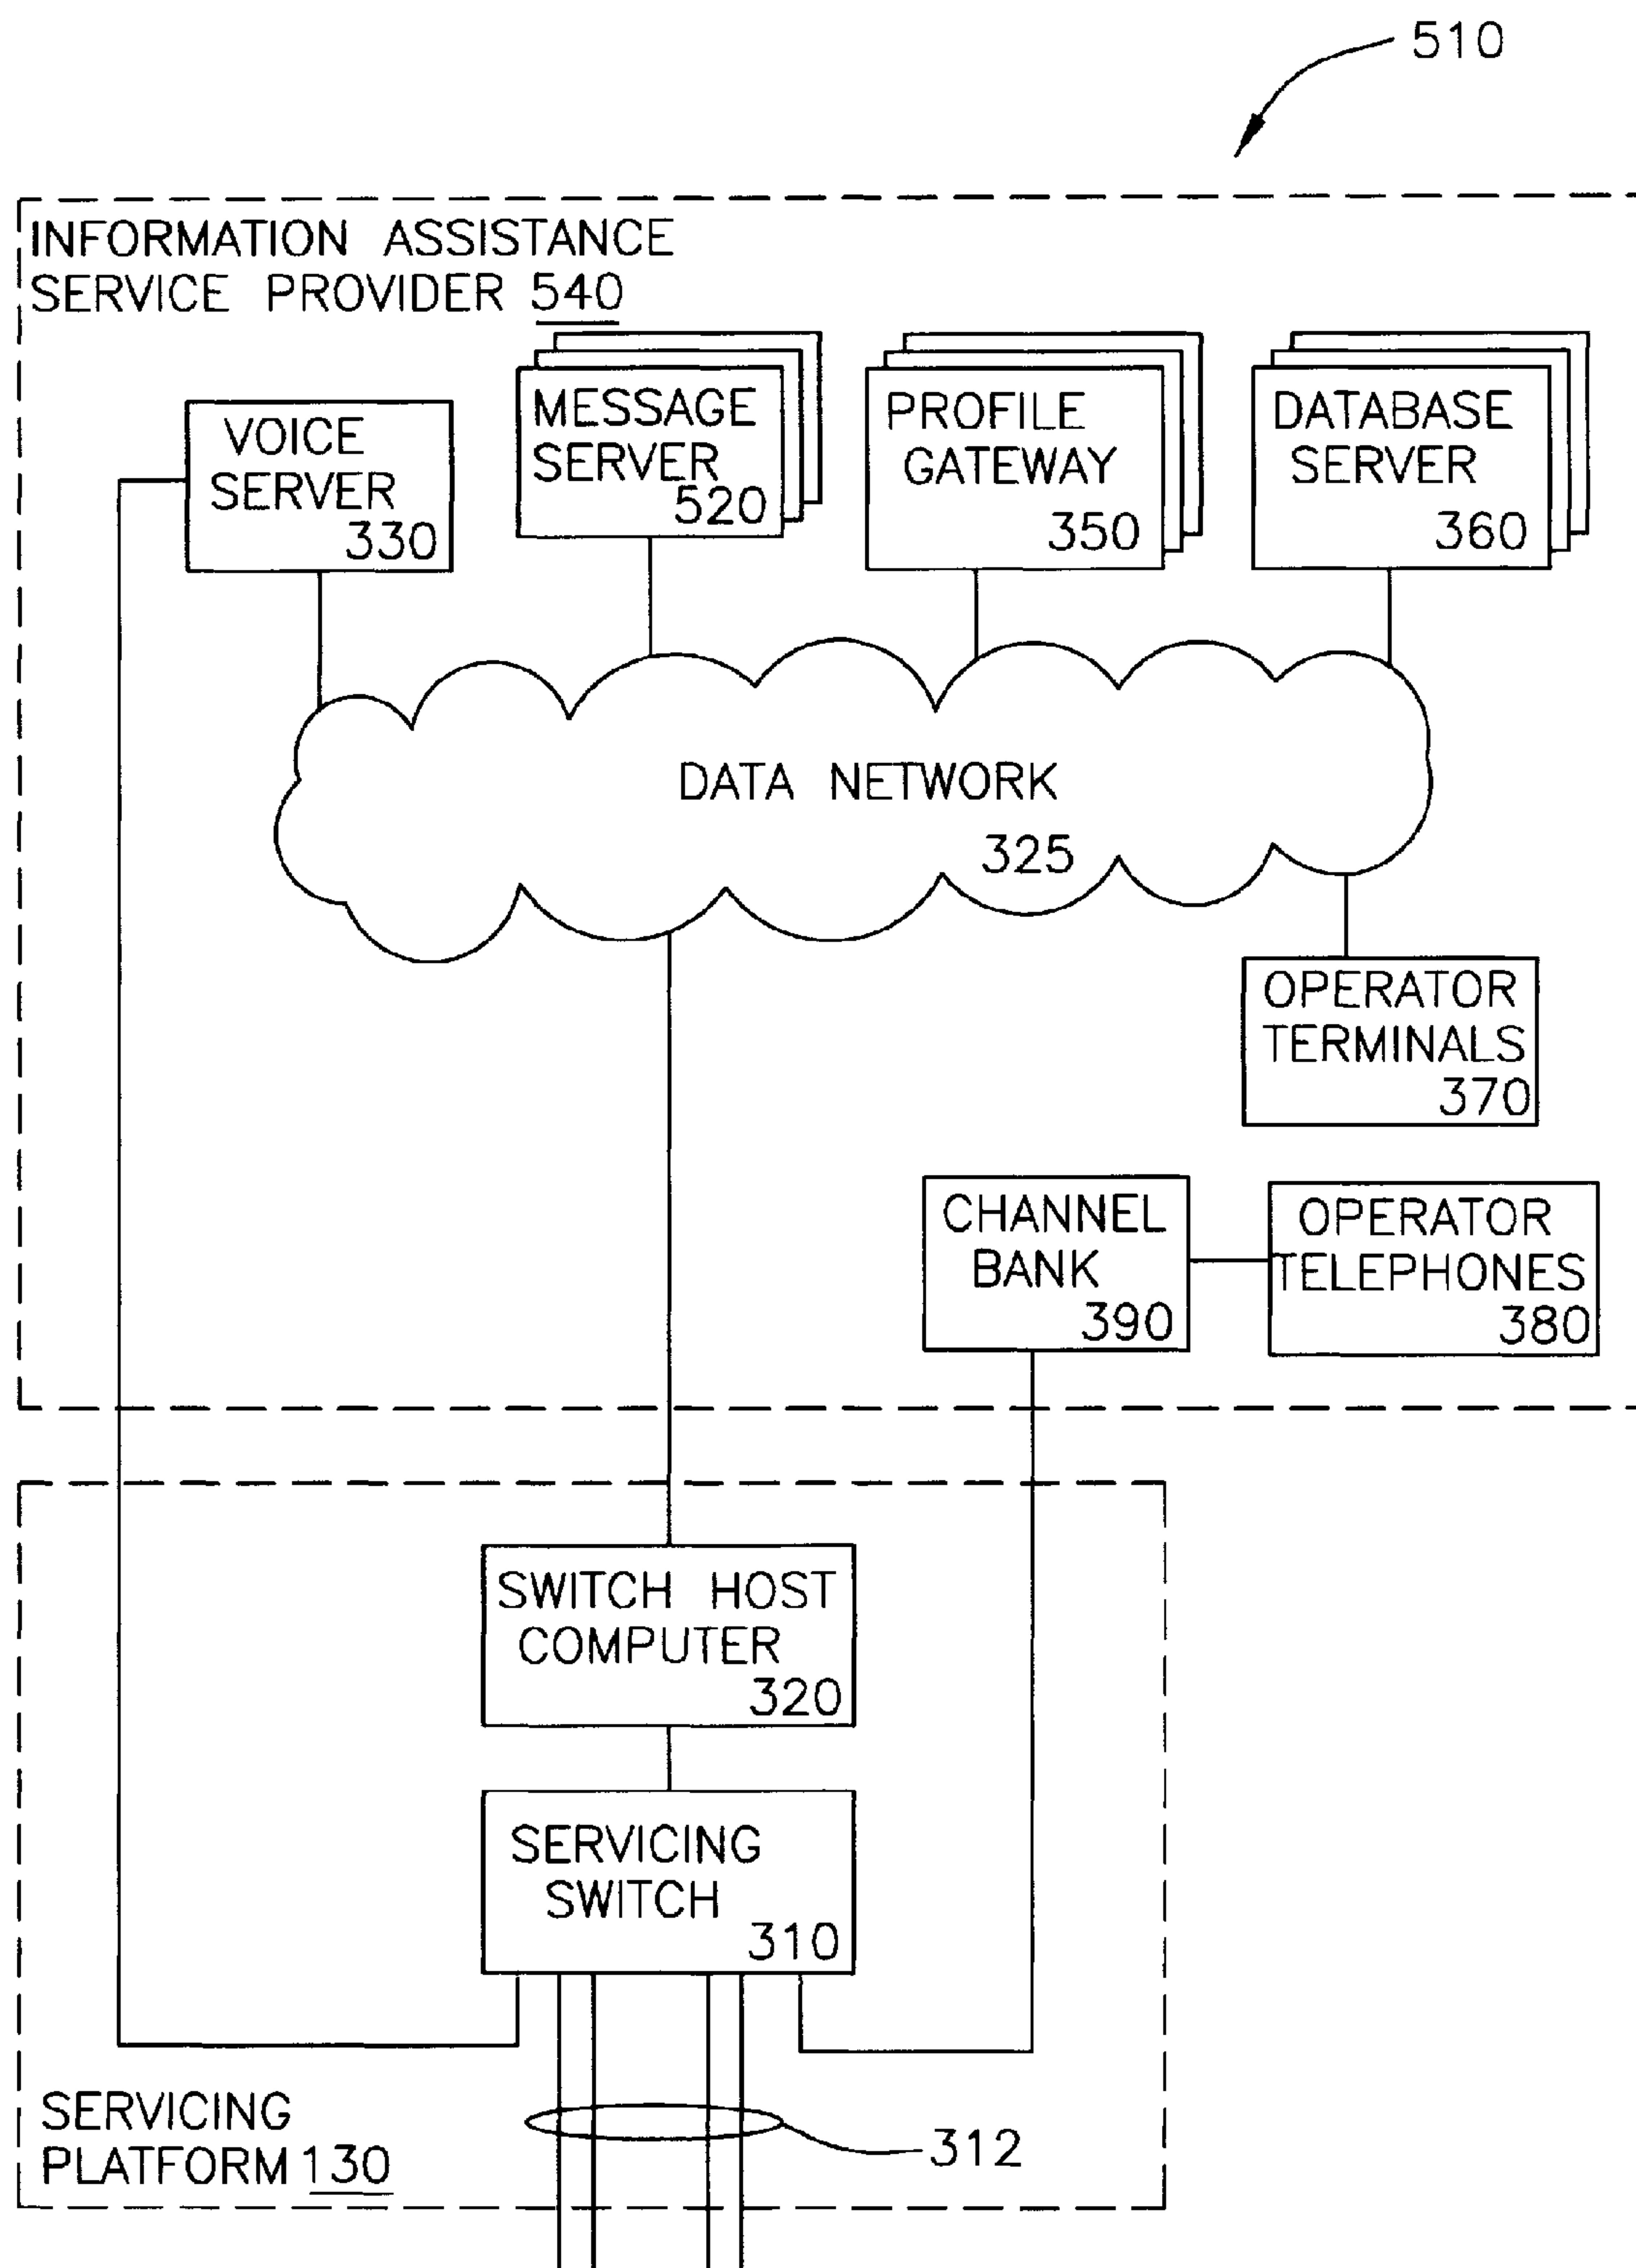 510
INFORMATION ASSISTANCE
SERVICE PROVIDER 540
VOICE
SERVER
330
MESSAGE
SERVER
520
PROFILE
GATEWAY
350
DATABASE
SERVER
360
DATA NETWORK
325
OPERATOR
TERMINALS
370
CHANNEL
BANK
390
OPERATOR
TELEPHONES
380
SWITCH HOST
COMPUTER
320
SERVICING
SWITCH
310
SERVICING
PLATFORM 130
312